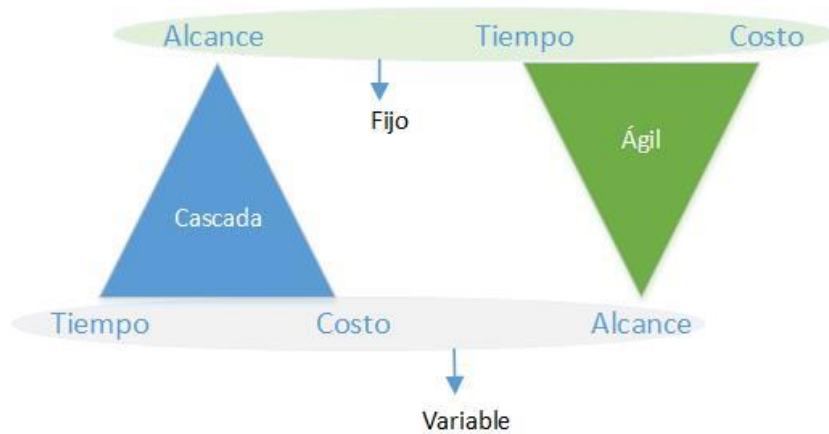 Alcance Tiempo Costo
Fijo
Ágil
Cascada
Tiempo Costo Alcance
Variable